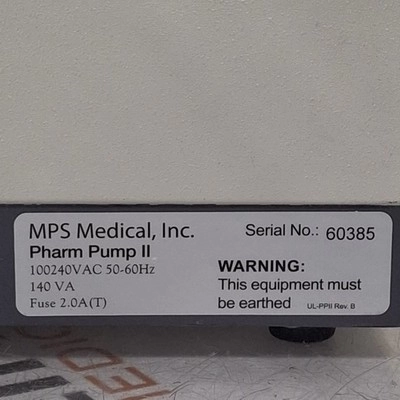 MPS Medical, Inc.
Pharm Pump II
100240VAC 50-60Hz
140 VA
Fuse 2.0A(T)
Serial No.: 60385
WARNING:
This equipment must
be earthed
UL-PPII Rev. B